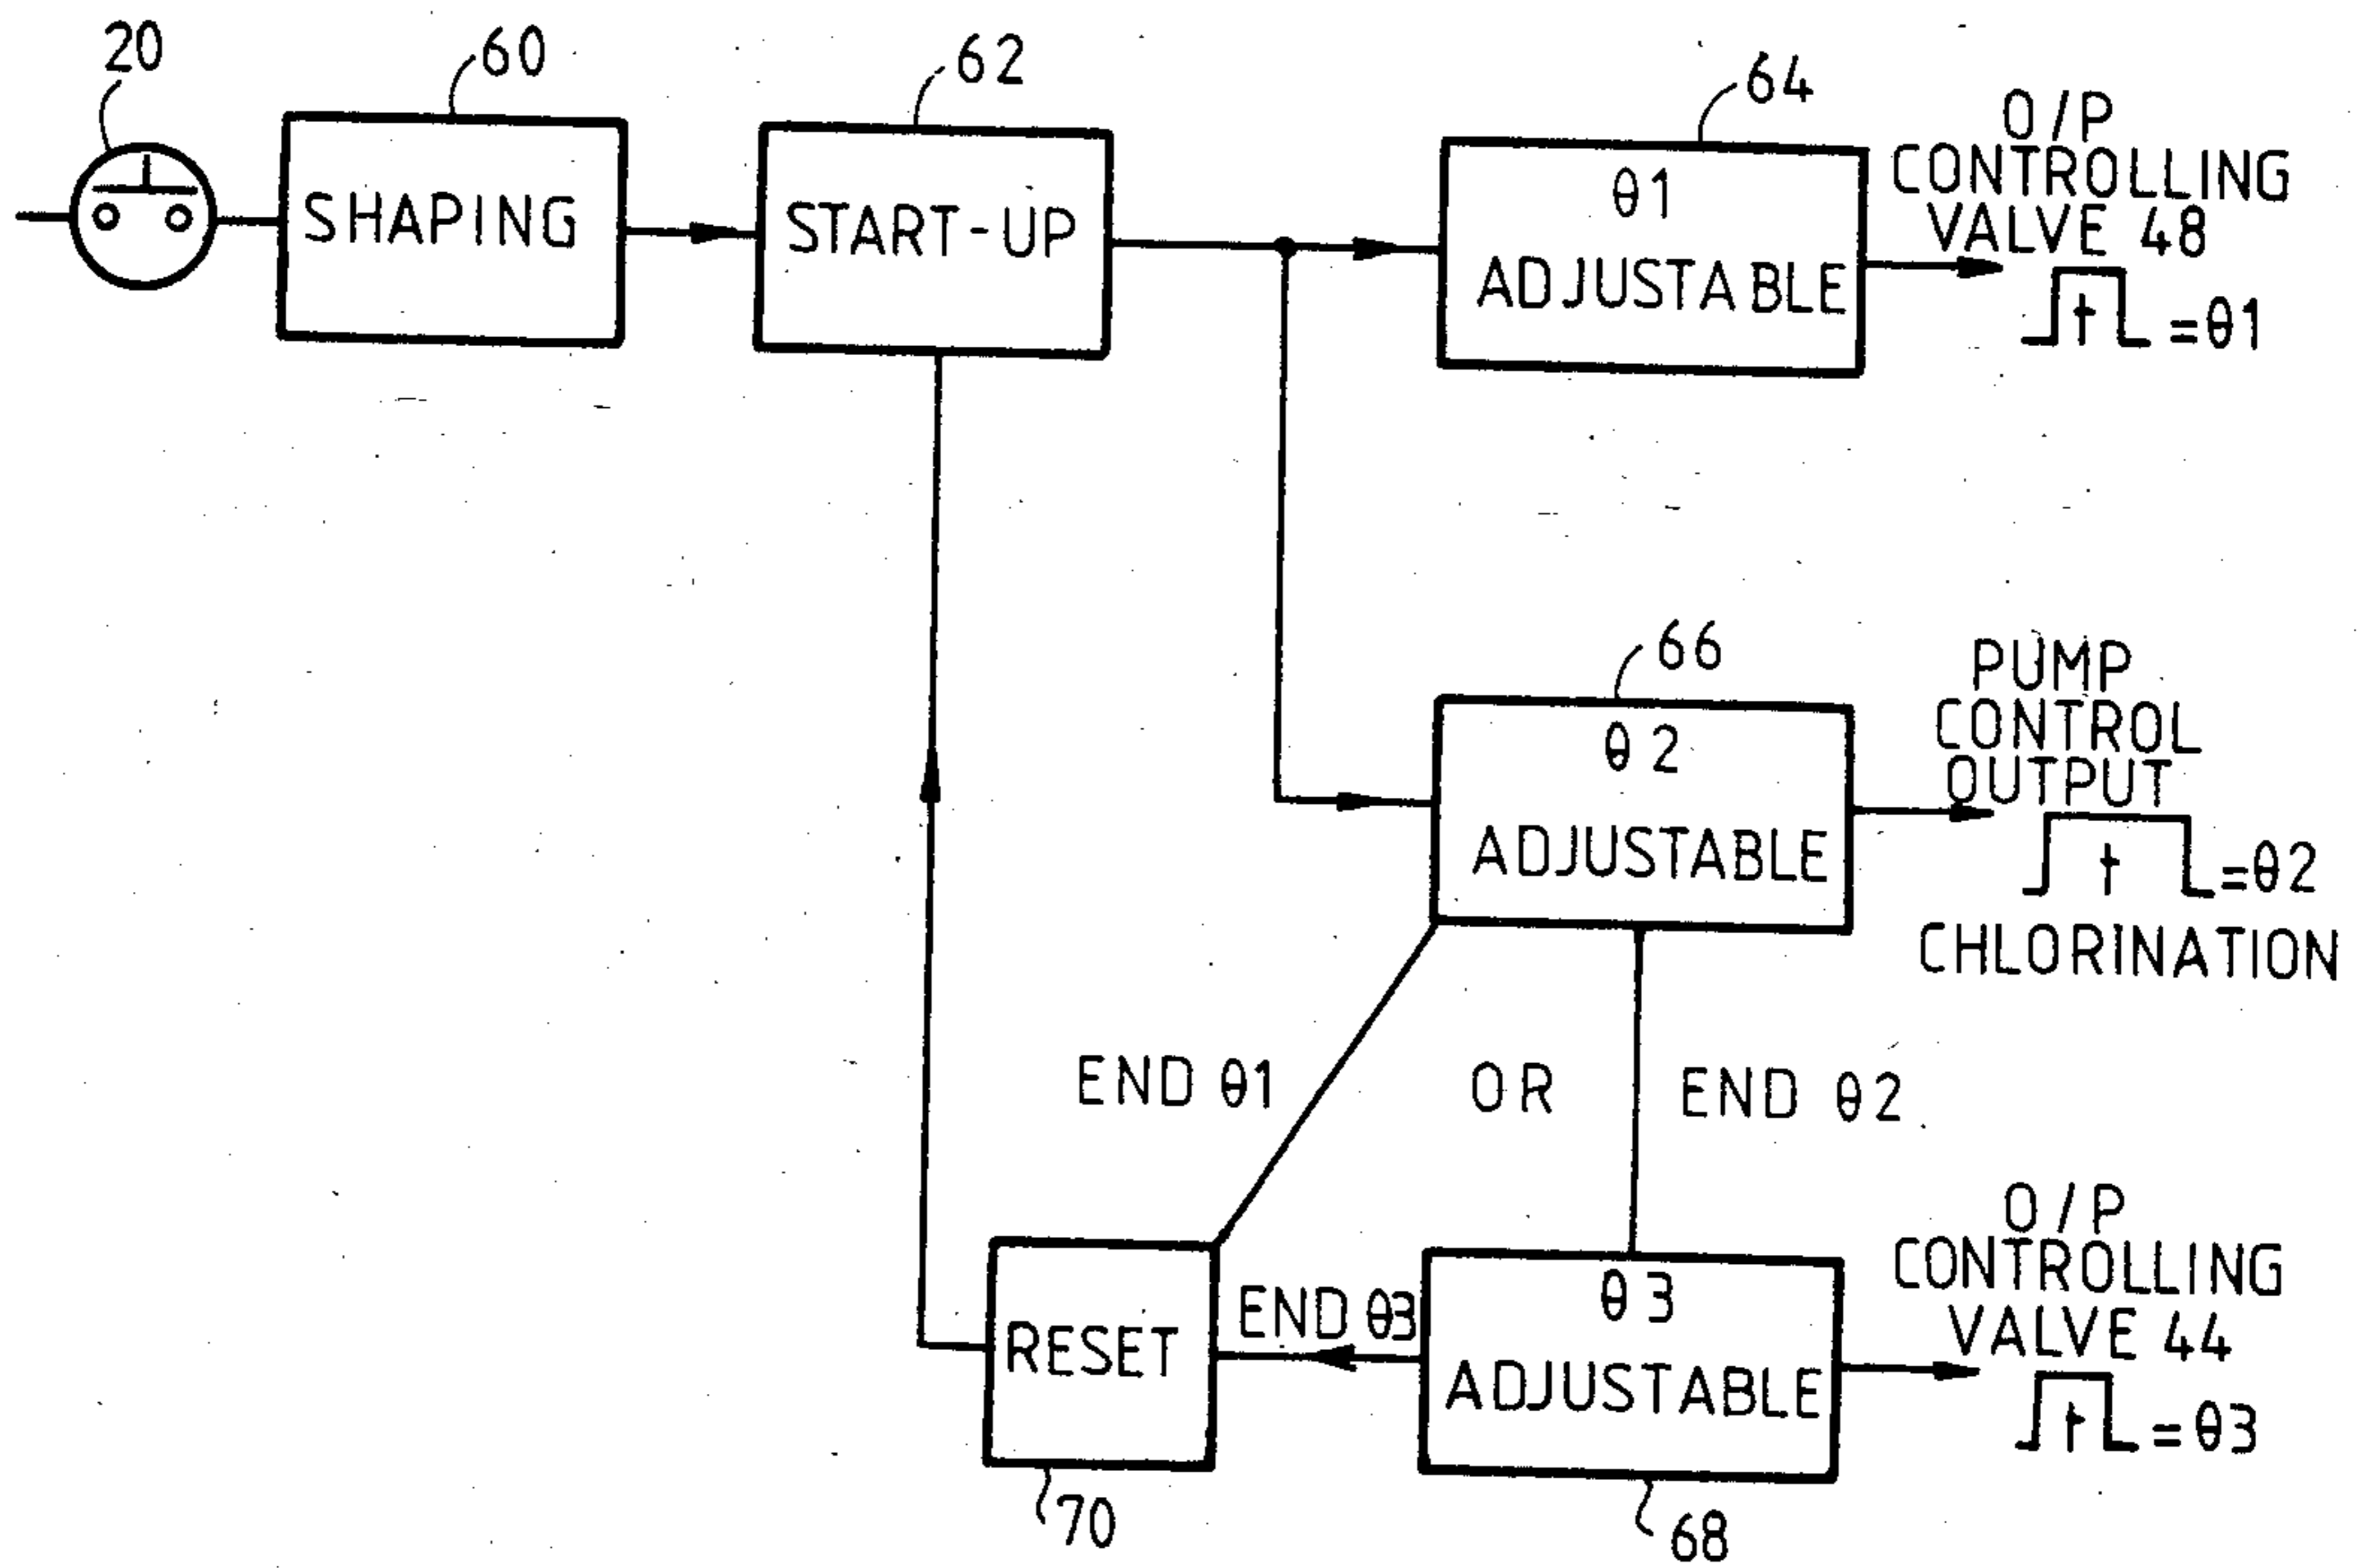 20
60
62
64
SHAPING
START-UP
θ1
ADJUSTABLE
O/P
CONTROLLING
VALVE 48
t =θ1
66
θ2
ADJUSTABLE
PUMP
CONTROL
OUTPUT
t =θ2
CHLORINATION
END θ1
OR
END θ2
RESET
END θ3
θ3
ADJUSTABLE
O/P
CONTROLLING
VALVE 44
t =θ3
70
68